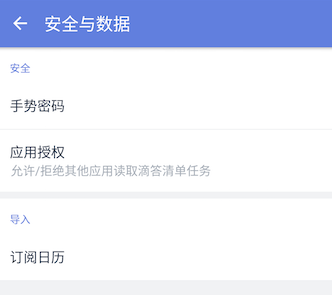 安全与数据
安全
手势密码
应用授权
允许/拒绝其他应用读取滴答清单任务
导入
订阅日历